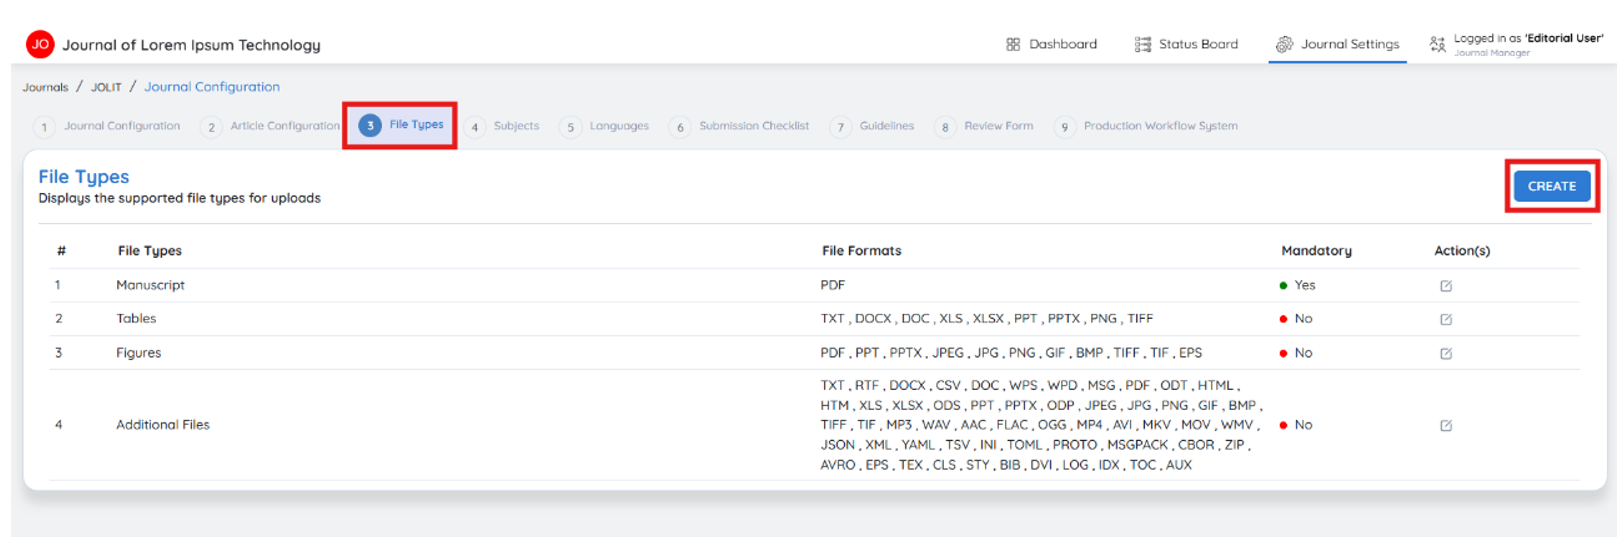 JO Journal of Lorem Ipsum Technology Dashboard Status Board Journal Settings Logged in as 'Editorial User'
Journal Manager
Journals / JOLIT / Journal Configuration
1 Journal Configuration 2 Article Configuration 3 File Types 4 Subjects 5 Languages 6 Submission Checklist 7 Guidelines 8 Review Form 9 Production Workflow System
File Types
Displays the supported file types for uploads
CREATE
# File Types File Formats Mandatory Action(s)
1 Manuscript PDF Yes
2 Tables TXT , DOCX , DOC , XLS , XLSX , PPT , PPTX , PNG , TIFF No
3 Figures PDF , PPT , PPTX , JPEG , JPG , PNG , GIF , BMP , TIFF , TIF , EPS No
4 Additional Files TXT , RTF , DOCX , CSV , DOC , WPS , WPD , MSG , PDF , ODT , HTML ,
HTM , XLS , XLSX , ODS , PPT , PPTX , ODP , JPEG , JPG , PNG , GIF , BMP ,
TIFF , TIF , MP3 , WAV , AAC , FLAC , OGG , MP4 , AVI , MKV , MOV , WMV , No
JSON , XML , YAML , TSV , INI , TOML , PROTO , MSGPACK , CBOR , ZIP ,
AVRO , EPS , TEX , CLS , STY , BIB , DVI , LOG , IDX , TOC , AUX